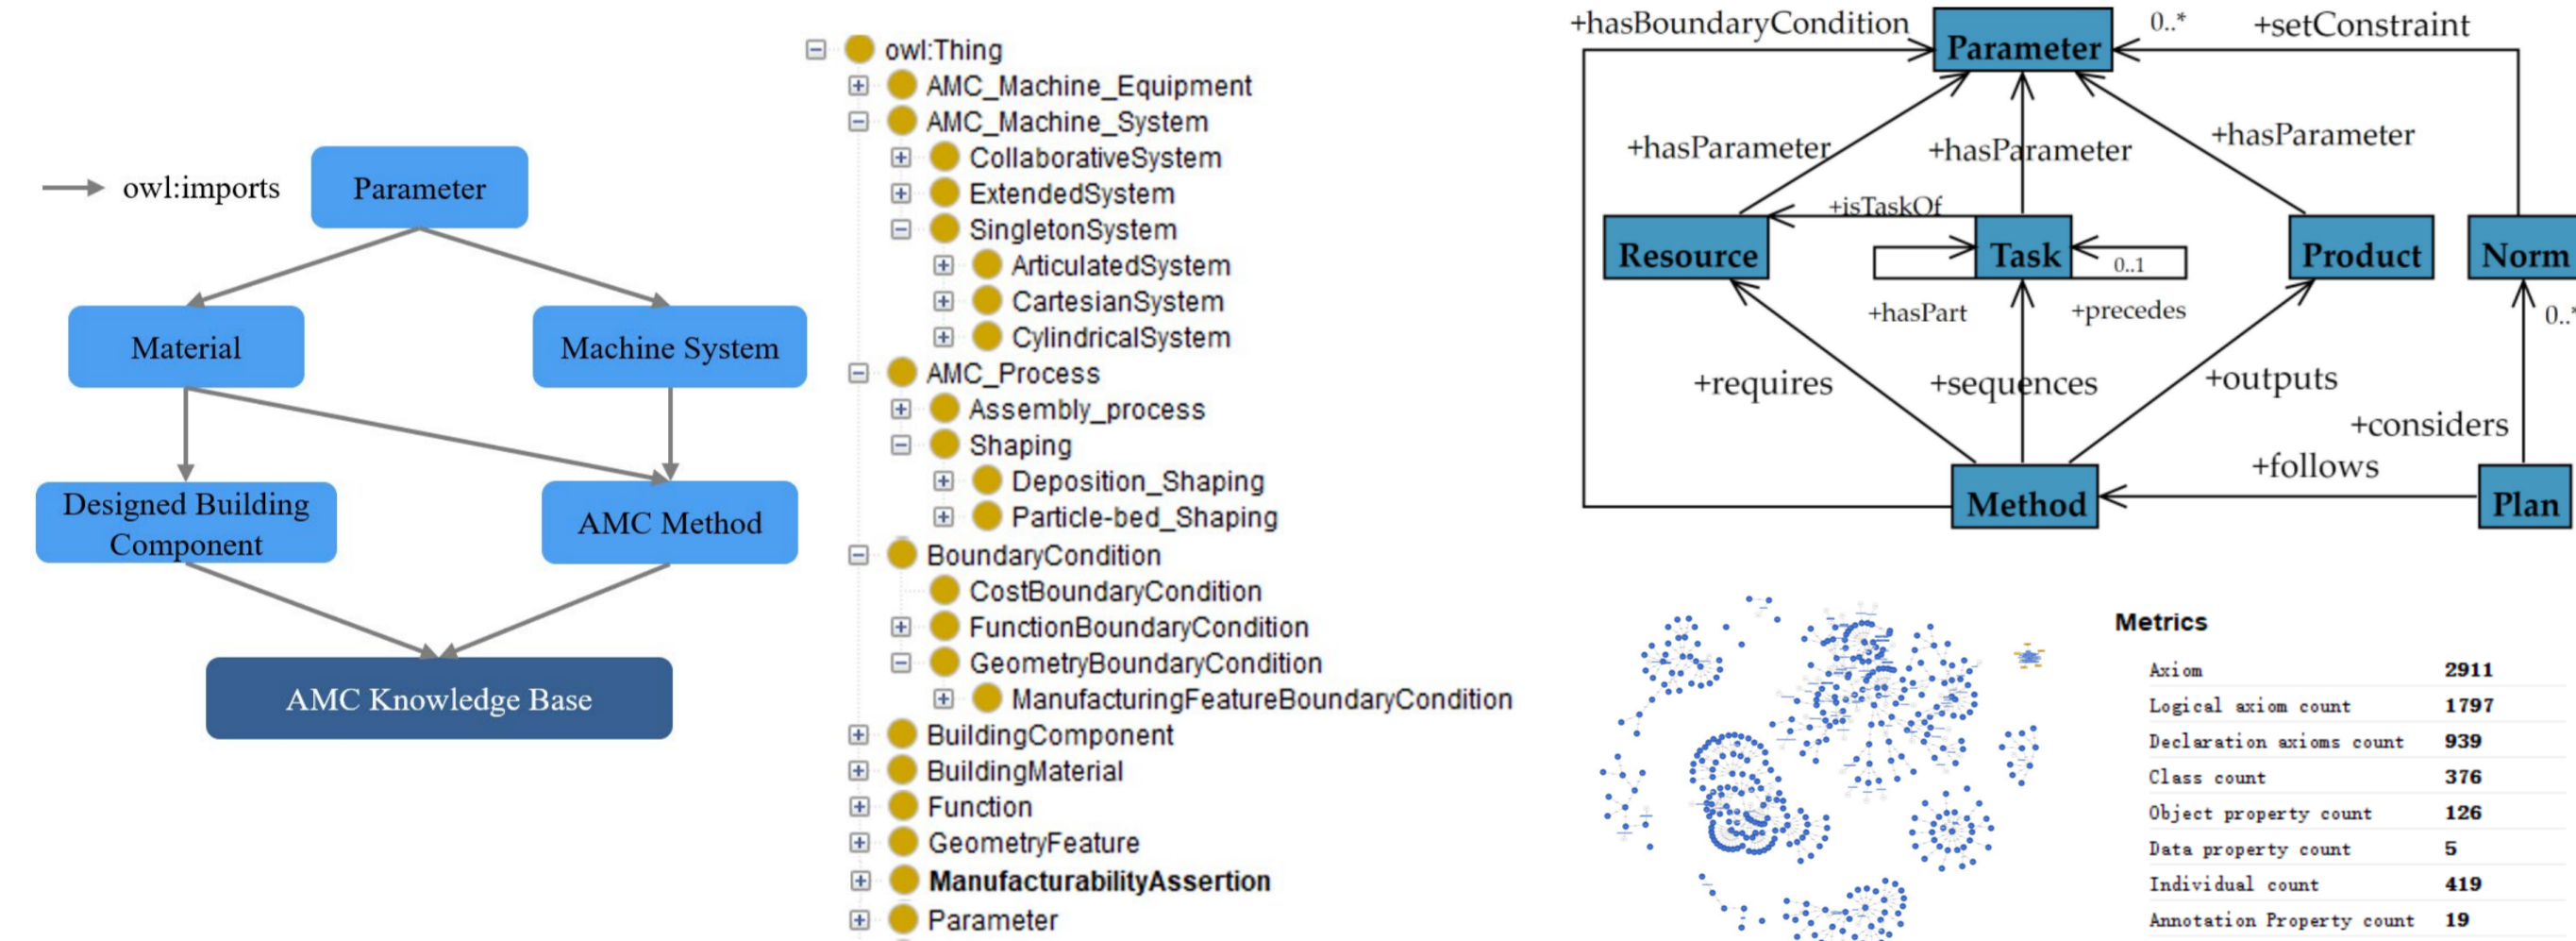 owl:imports
Parameter
Material
Machine System
Designed Building
Component
AMC Method
AMC Knowledge Base
owl:Thing
AMC_Machine_Equipment
AMC_Machine_System
CollaborativeSystem
ExtendedSystem
SingletonSystem
ArticulatedSystem
CartesianSystem
CylindricalSystem
AMC_Process
Assembly_process
Shaping
Deposition_Shaping
Particle-bed_Shaping
BoundaryCondition
CostBoundaryCondition
FunctionBoundaryCondition
GeometryBoundaryCondition
ManufacturingFeatureBoundaryCondition
BuildingComponent
BuildingMaterial
Function
GeometryFeature
ManufacturabilityAssertion
Parameter
+hasBoundaryCondition
Parameter
0..*
+setConstraint
+hasParameter
+hasParameter
+hasParameter
+isTaskOf
Resource
Task
0..1
Product
Norm
+hasPart
+precedes
0..*
+requires
+sequences
+outputs
+considers
+follows
Method
Plan
Metrics
Axiom 2911
Logical axiom count 1797
Declaration axioms count 939
Class count 376
Object property count 126
Data property count 5
Individual count 419
Annotation Property count 19